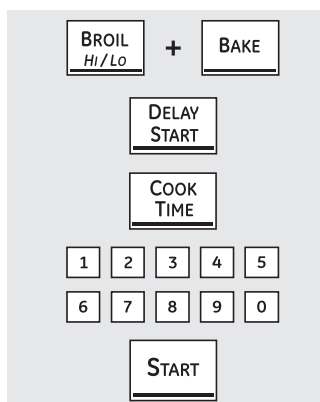 BROIL + BAKE
HI / LO
DELAY
START
COOK
TIME
1 2 3 4 5
6 7 8 9 0
START